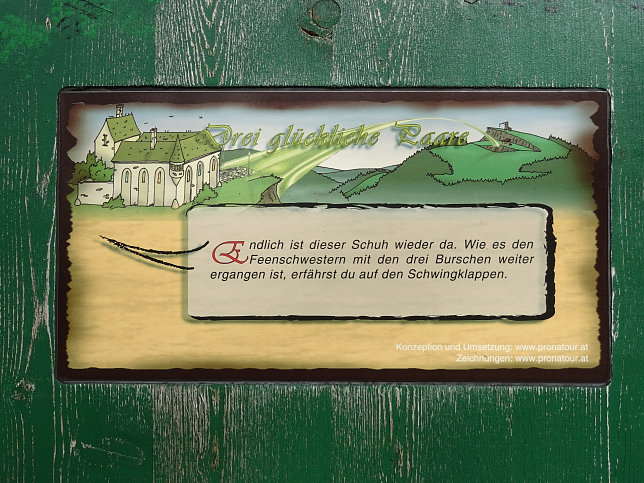 Drei glückliche Paare
Endlich ist dieser Schuh wieder da. Wie es den
Feenschwestern mit den drei Burschen weiter
ergangen ist, erfährst du auf den Schwingklappen.
Konzeption und Umsetzung: www.pronatour.at
Zeichnungen: www.pronatour.at